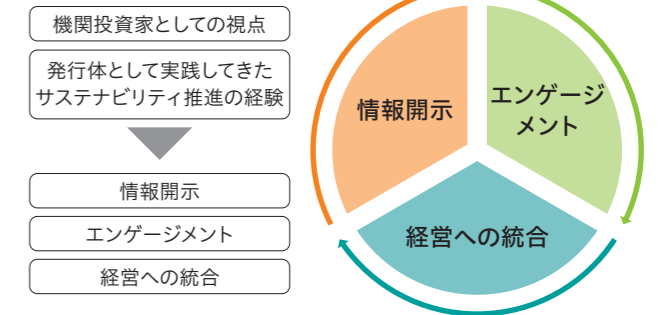 機関投資家としての視点
発行体として実践してきた
サステナビリティ推進の経験
情報開示
エンゲージメント
経営への統合
情報開示
エンゲージ
メント
経営への統合